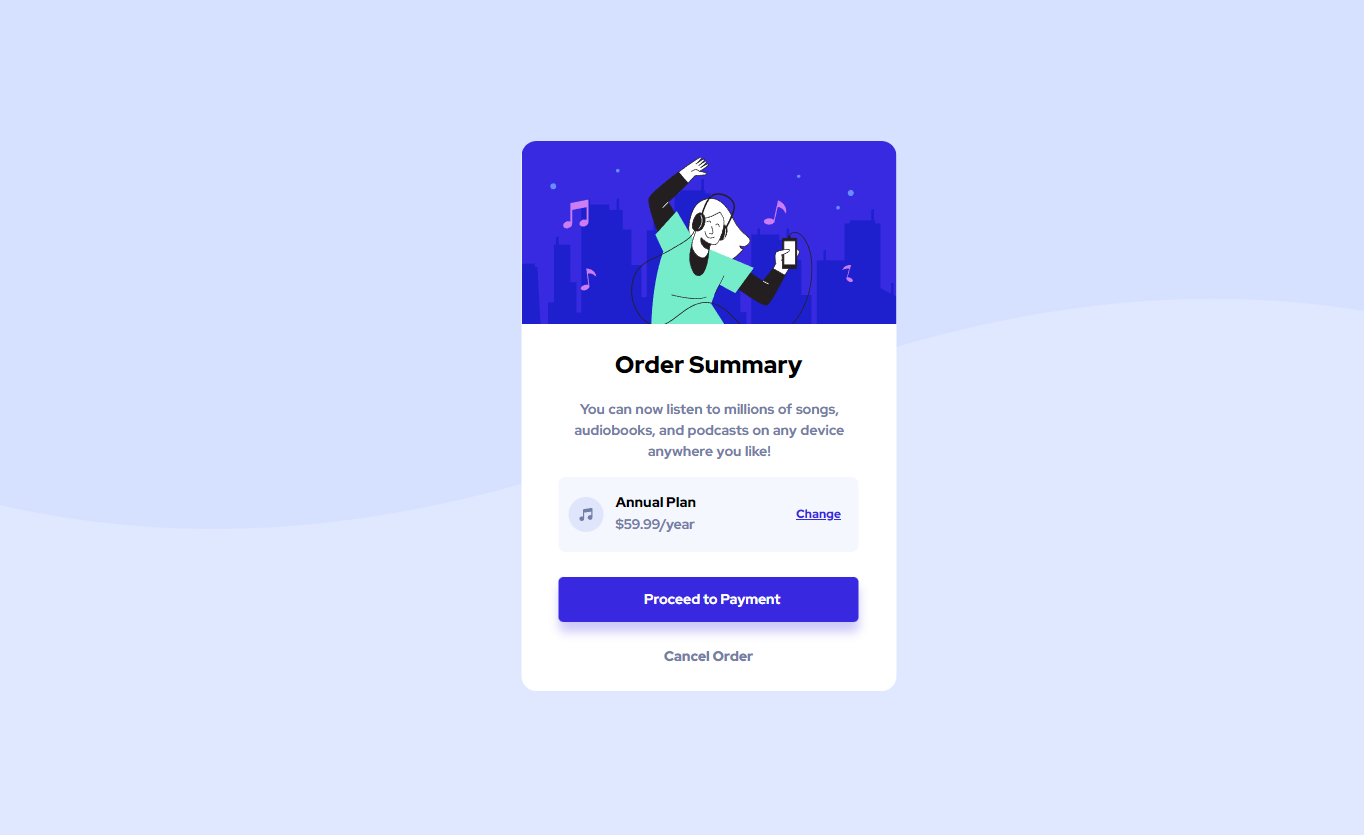 Order Summary
You can now listen to millions of songs,
audiobooks, and podcasts on any device
anywhere you like!
Annual Plan
$59.99/year
Change
Proceed to Payment
Cancel Order